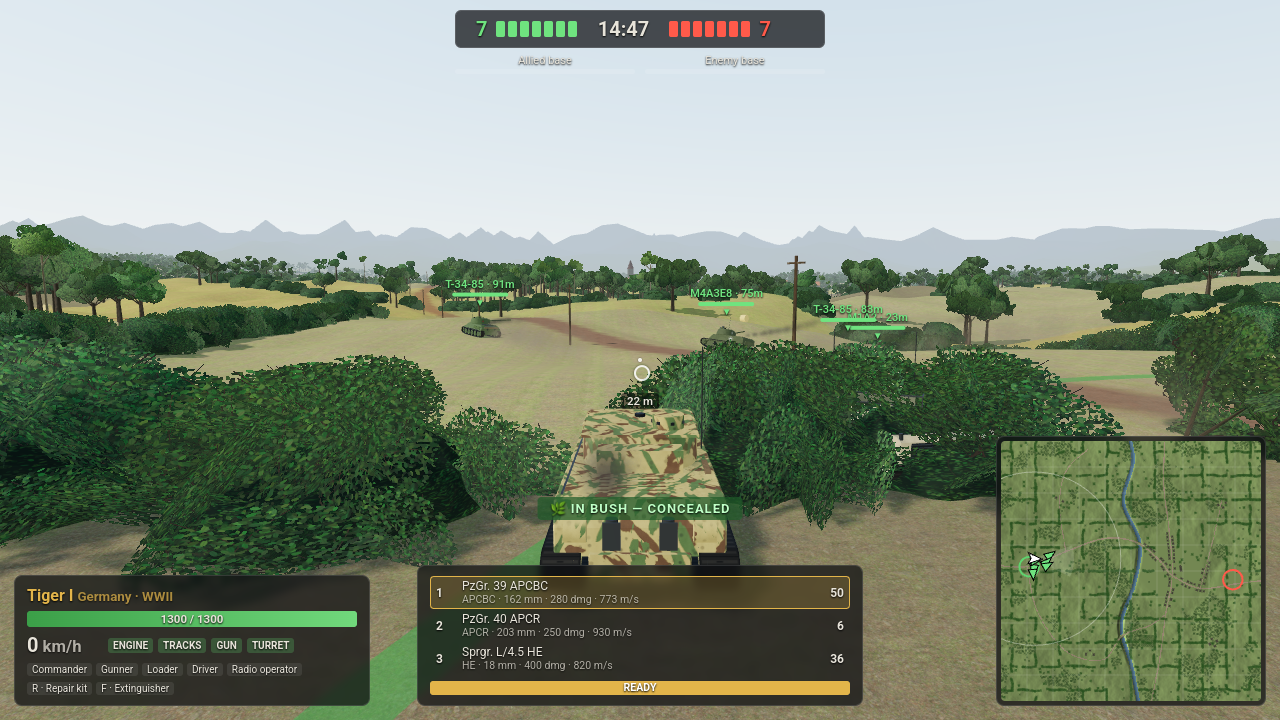 7 14:47 7
Allied base Enemy base
T-34-85 · 91m
M4A3E8 · 75m
T-34-85 · 83m
23m
22 m
IN BUSH — CONCEALED
Tiger I Germany · WWII
1300 / 1300
0 km/h ENGINE TRACKS GUN TURRET
Commander Gunner Loader Driver Radio operator
R · Repair kit F · Extinguisher
1 PzGr. 39 APCBC 50
APCBC · 162 mm · 280 dmg · 773 m/s
2 PzGr. 40 APCR 6
APCR · 203 mm · 250 dmg · 930 m/s
3 Sprgr. L/4.5 HE 36
HE · 18 mm · 400 dmg · 820 m/s
READY